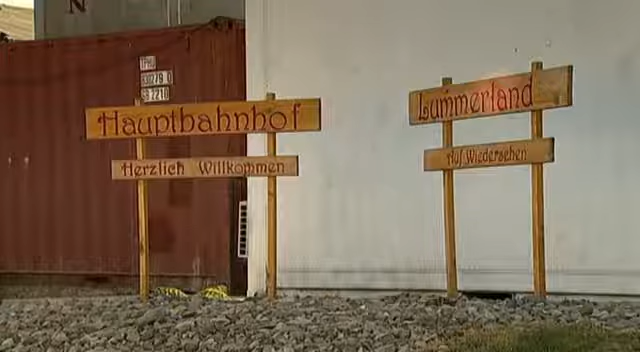 N
Hauptbahnhof
Herzlich Willkommen
Lummerland
Auf Wiedersehen